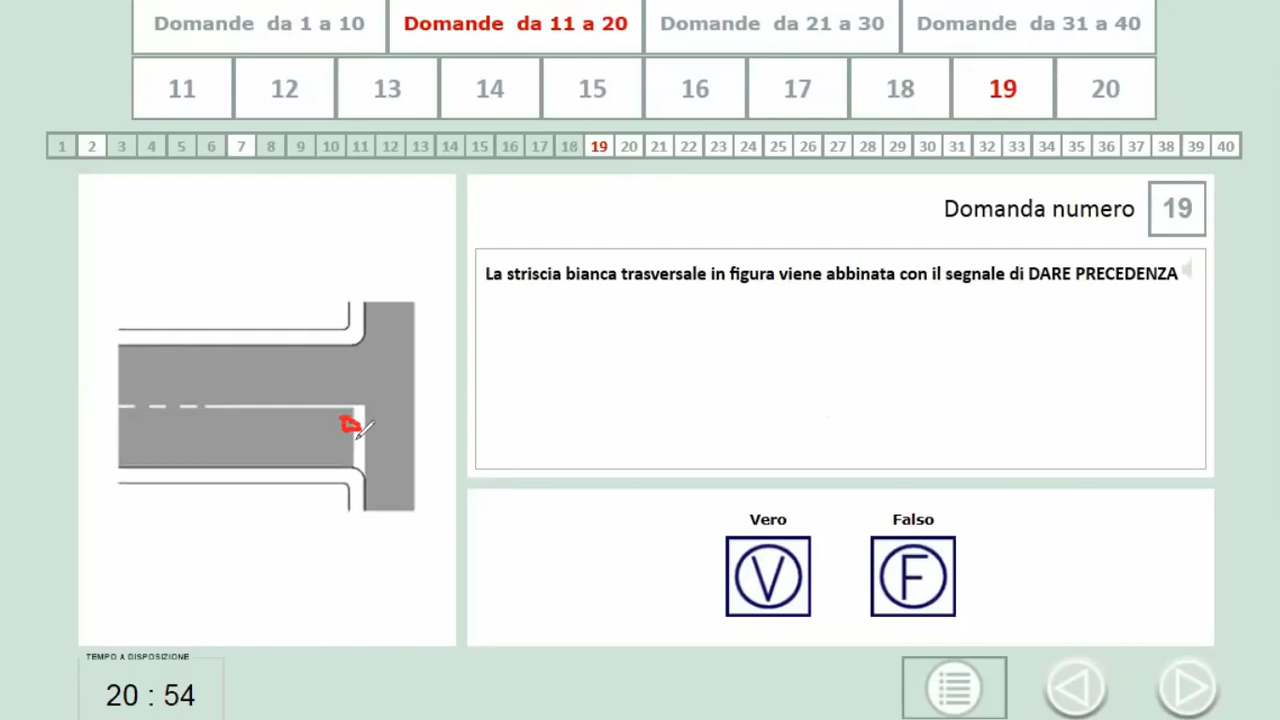 Domande da 1 a 10 Domande da 11 a 20 Domande da 21 a 30 Domande da 31 a 40
11 12 13 14 15 16 17 18 19 20
1 2 3 4 5 6 7 8 9 10 11 12 13 14 15 16 17 18 19 20 21 22 23 24 25 26 27 28 29 30 31 32 33 34 35 36 37 38 39 40
Domanda numero 19
La striscia bianca trasversale in figura viene abbinata con il segnale di DARE PRECEDENZA
Vero Falso
V F
TEMPO A DISPOSIZIONE
20 : 54